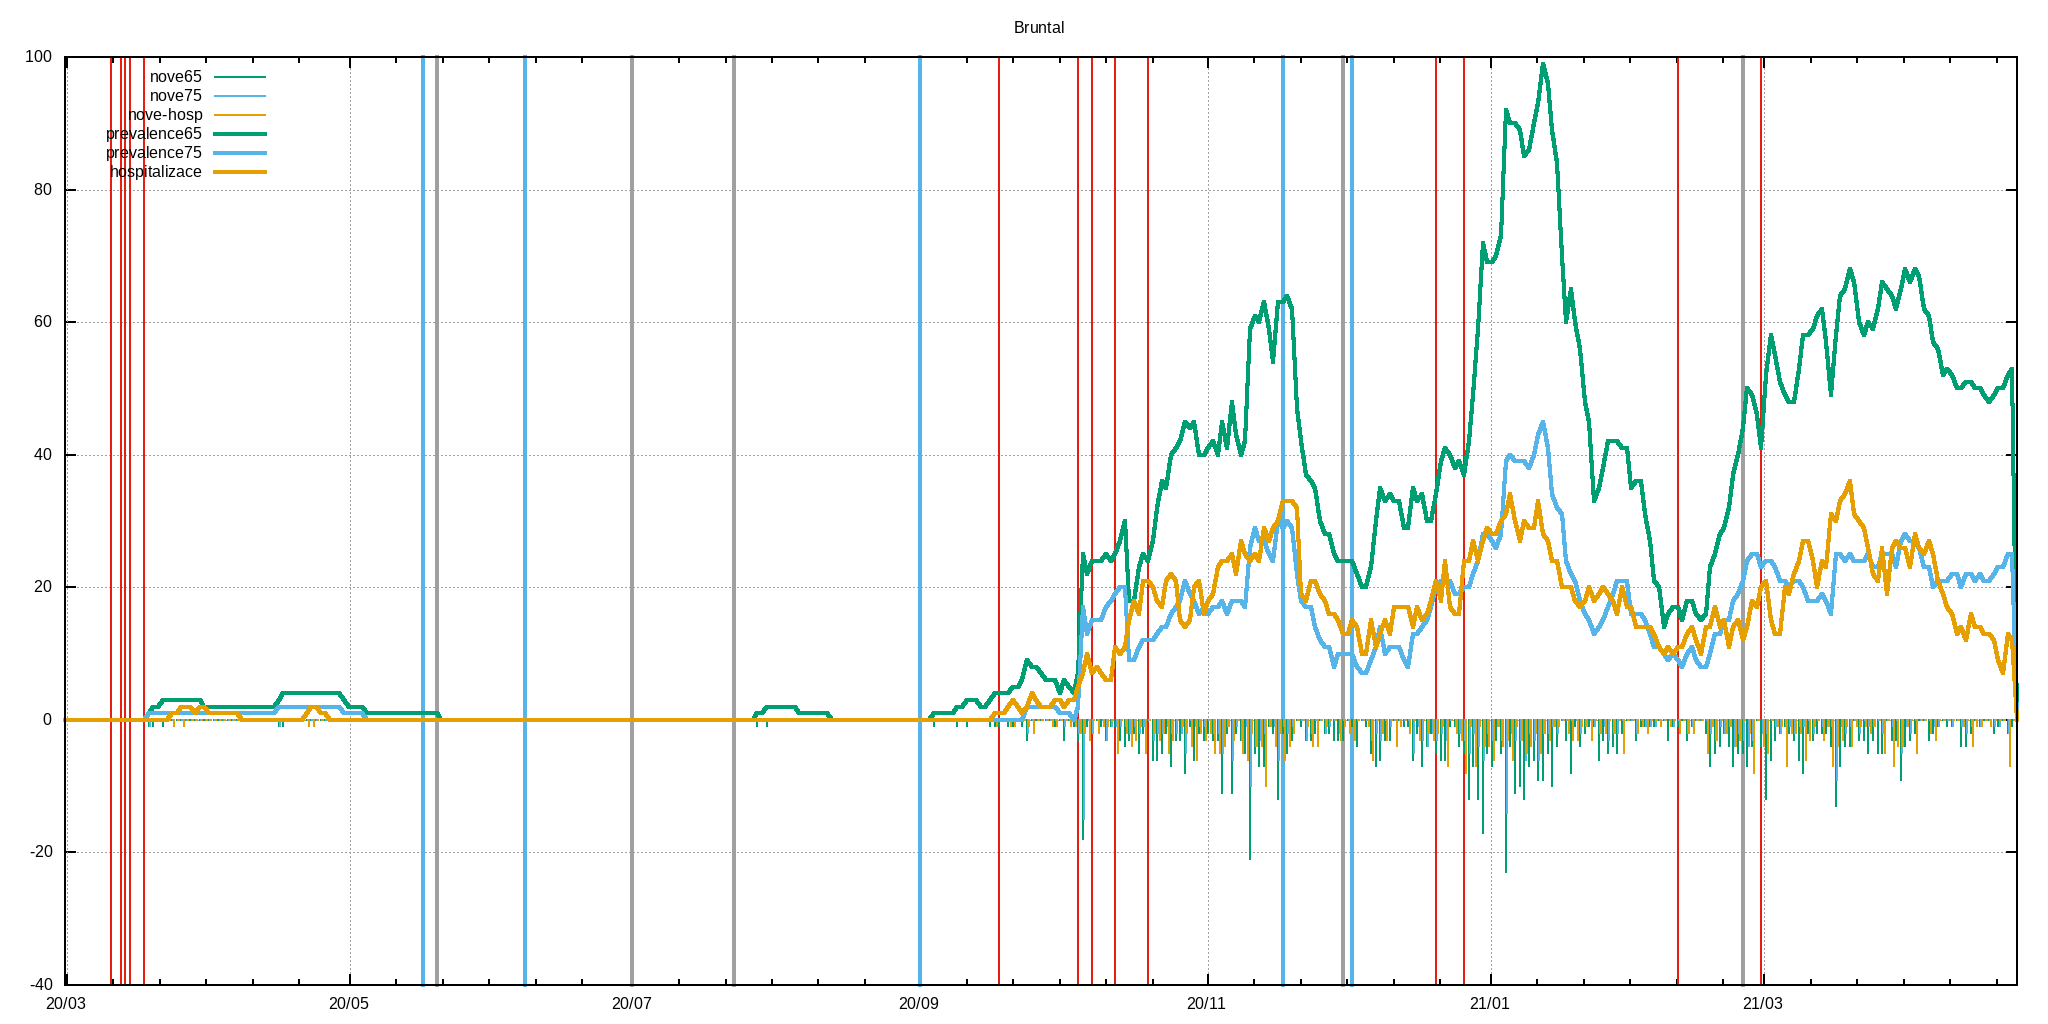 Bruntal
100
80
60
40
20
0
-20
-40
nove65
nove75
nove-hosp
prevalence65
prevalence75
hospitalizace
20/03 20/05 20/07 20/09 20/11 21/01 21/03